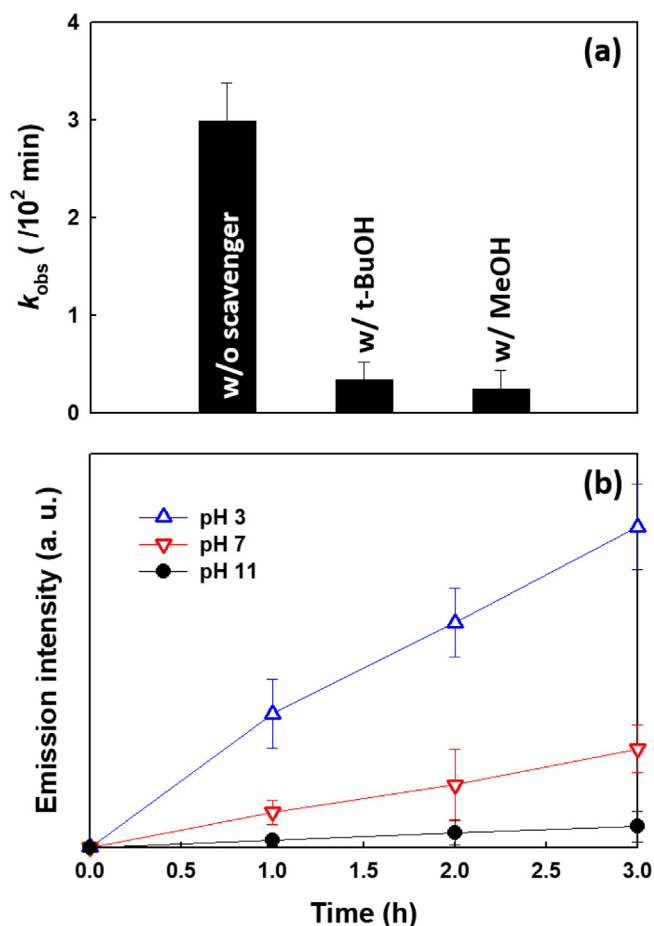 (a)
4
3
2
1
0
k_obs ( /10² min)
w/o scavenger
w/ t-BuOH
w/ MeOH
(b)
Emission intensity (a. u.)
pH 3
pH 7
pH 11
0.0 0.5 1.0 1.5 2.0 2.5 3.0
Time (h)